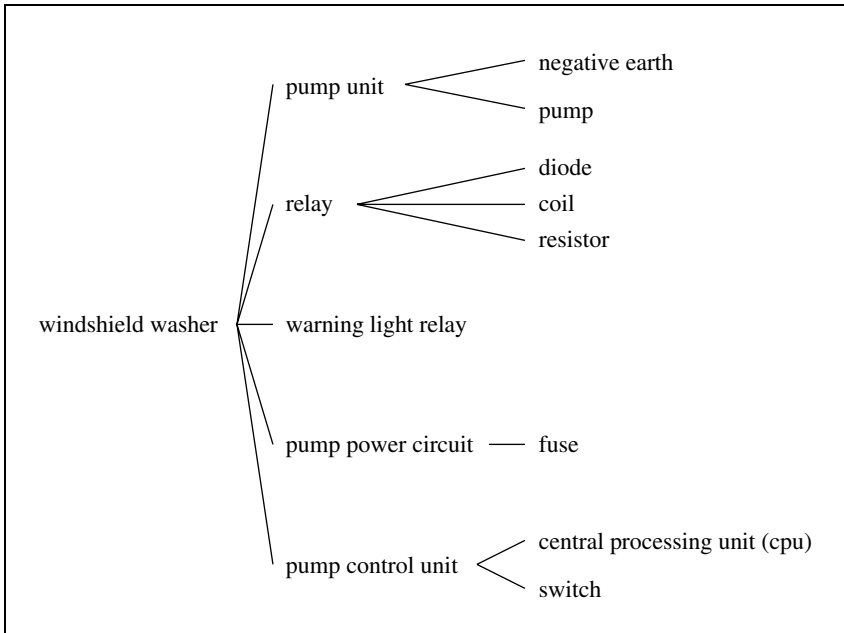 negative earth
pump unit
pump
diode
relay
coil
resistor
windshield washer
warning light relay
pump power circuit
fuse
central processing unit (cpu)
pump control unit
switch